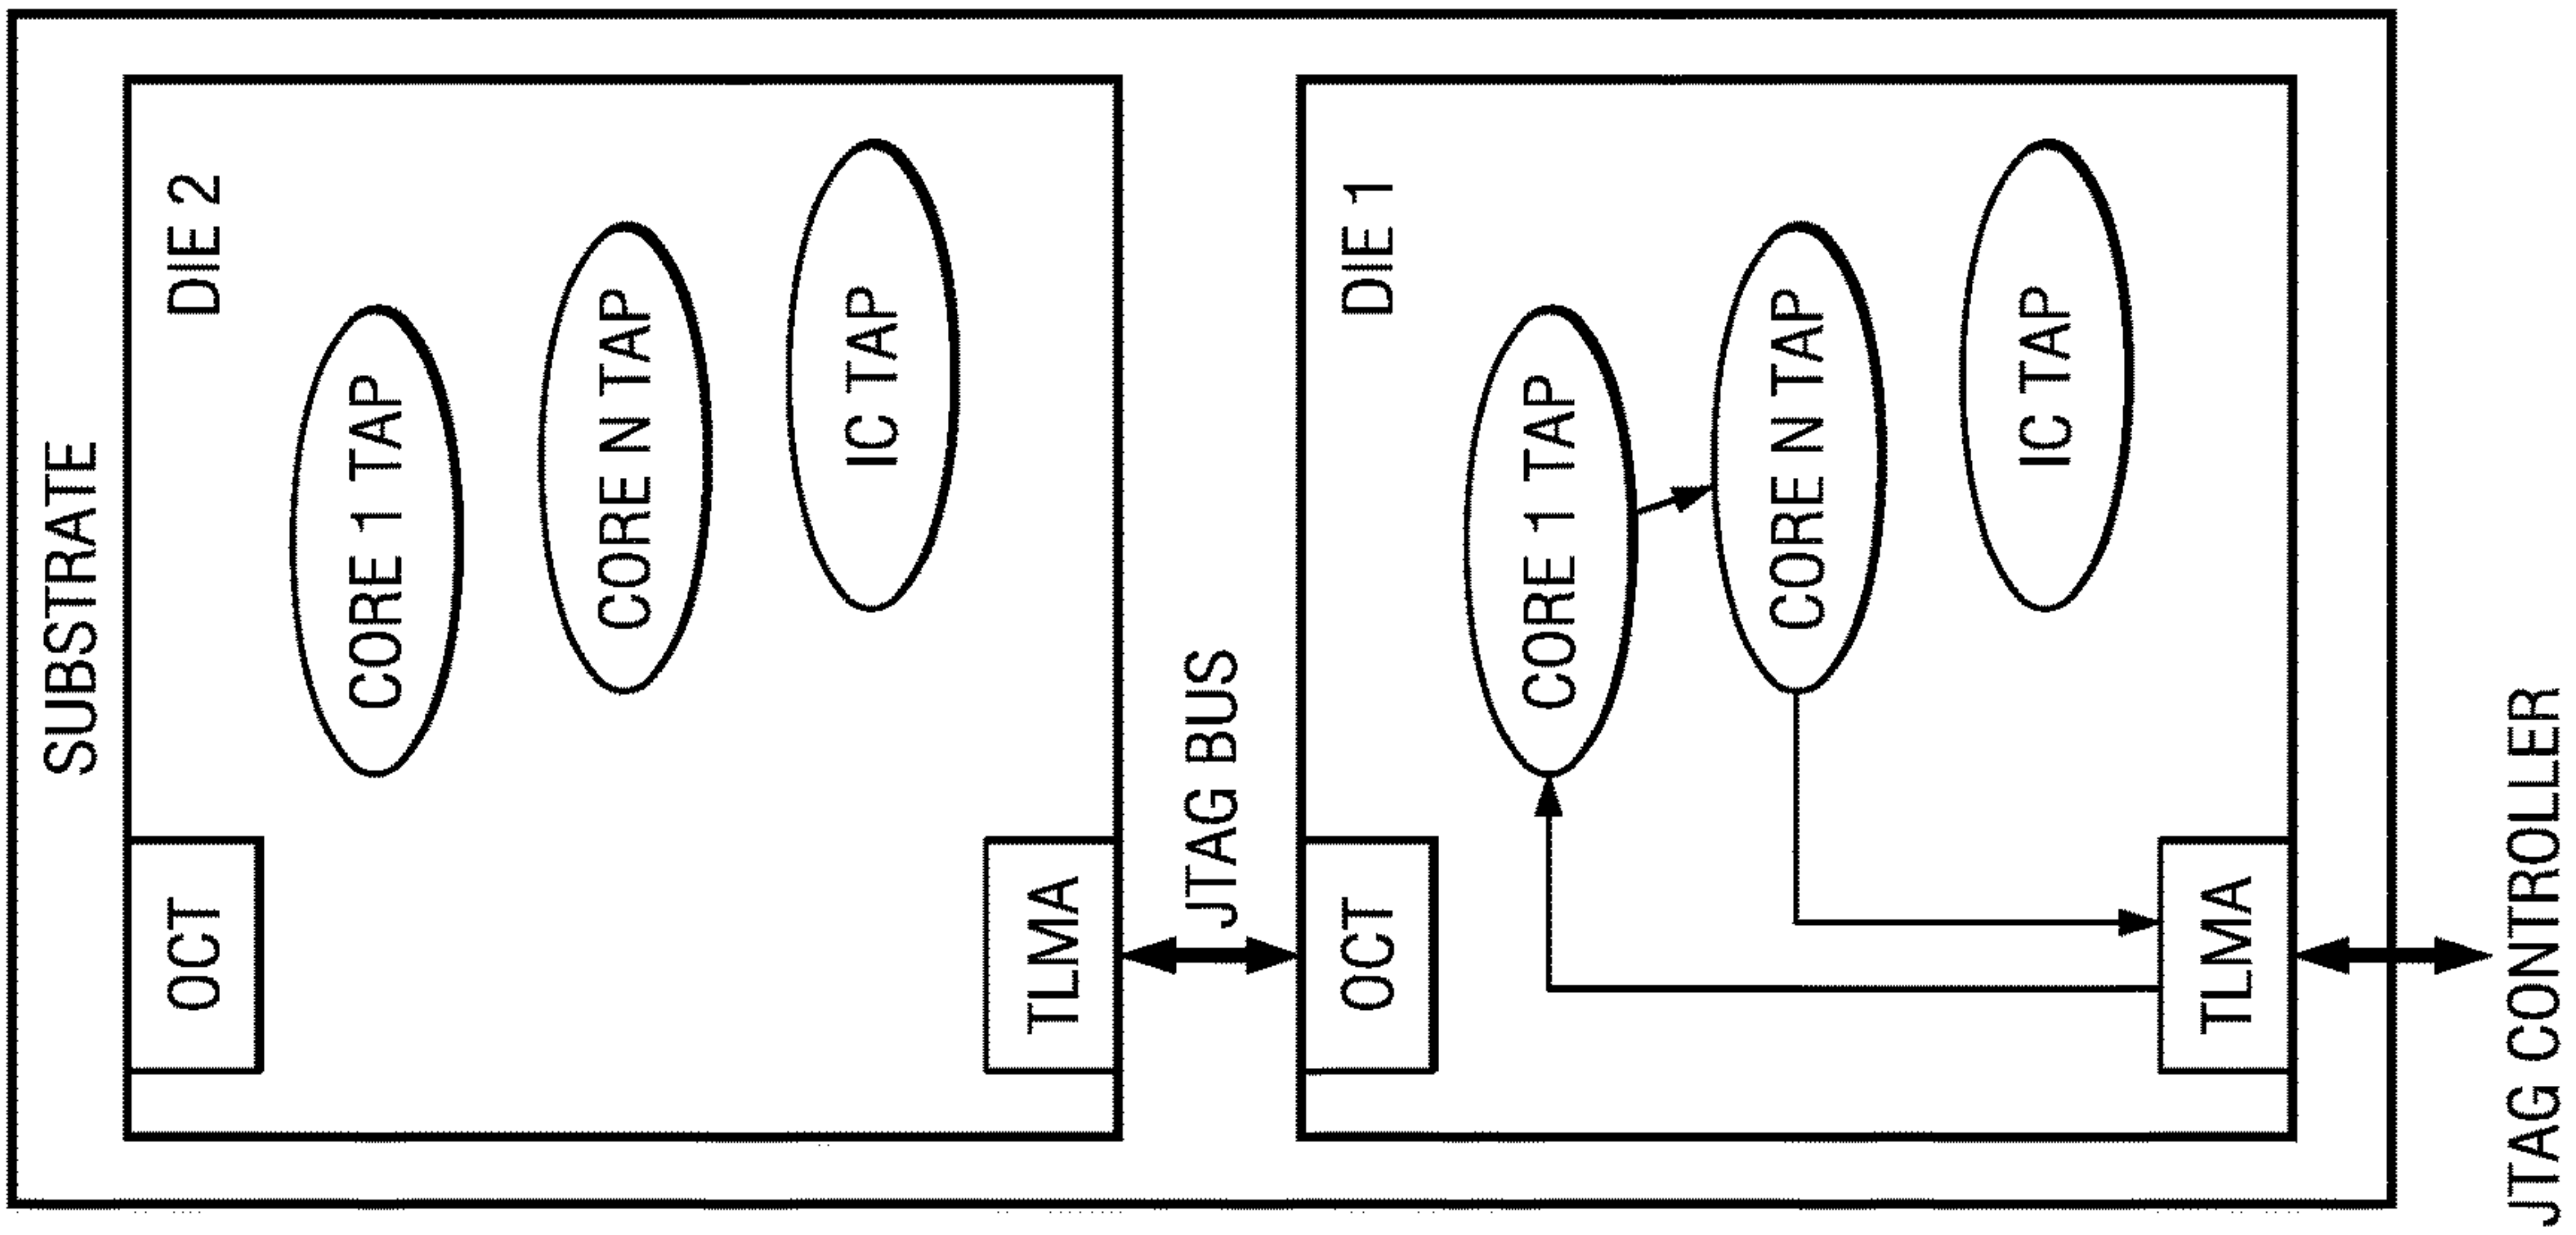 SUBSTRATE
DIE 2
OCT
CORE 1 TAP
CORE N TAP
IC TAP
TLMA
JTAG BUS
DIE 1
OCT
CORE 1 TAP
CORE N TAP
IC TAP
TLMA
JTAG CONTROLLER